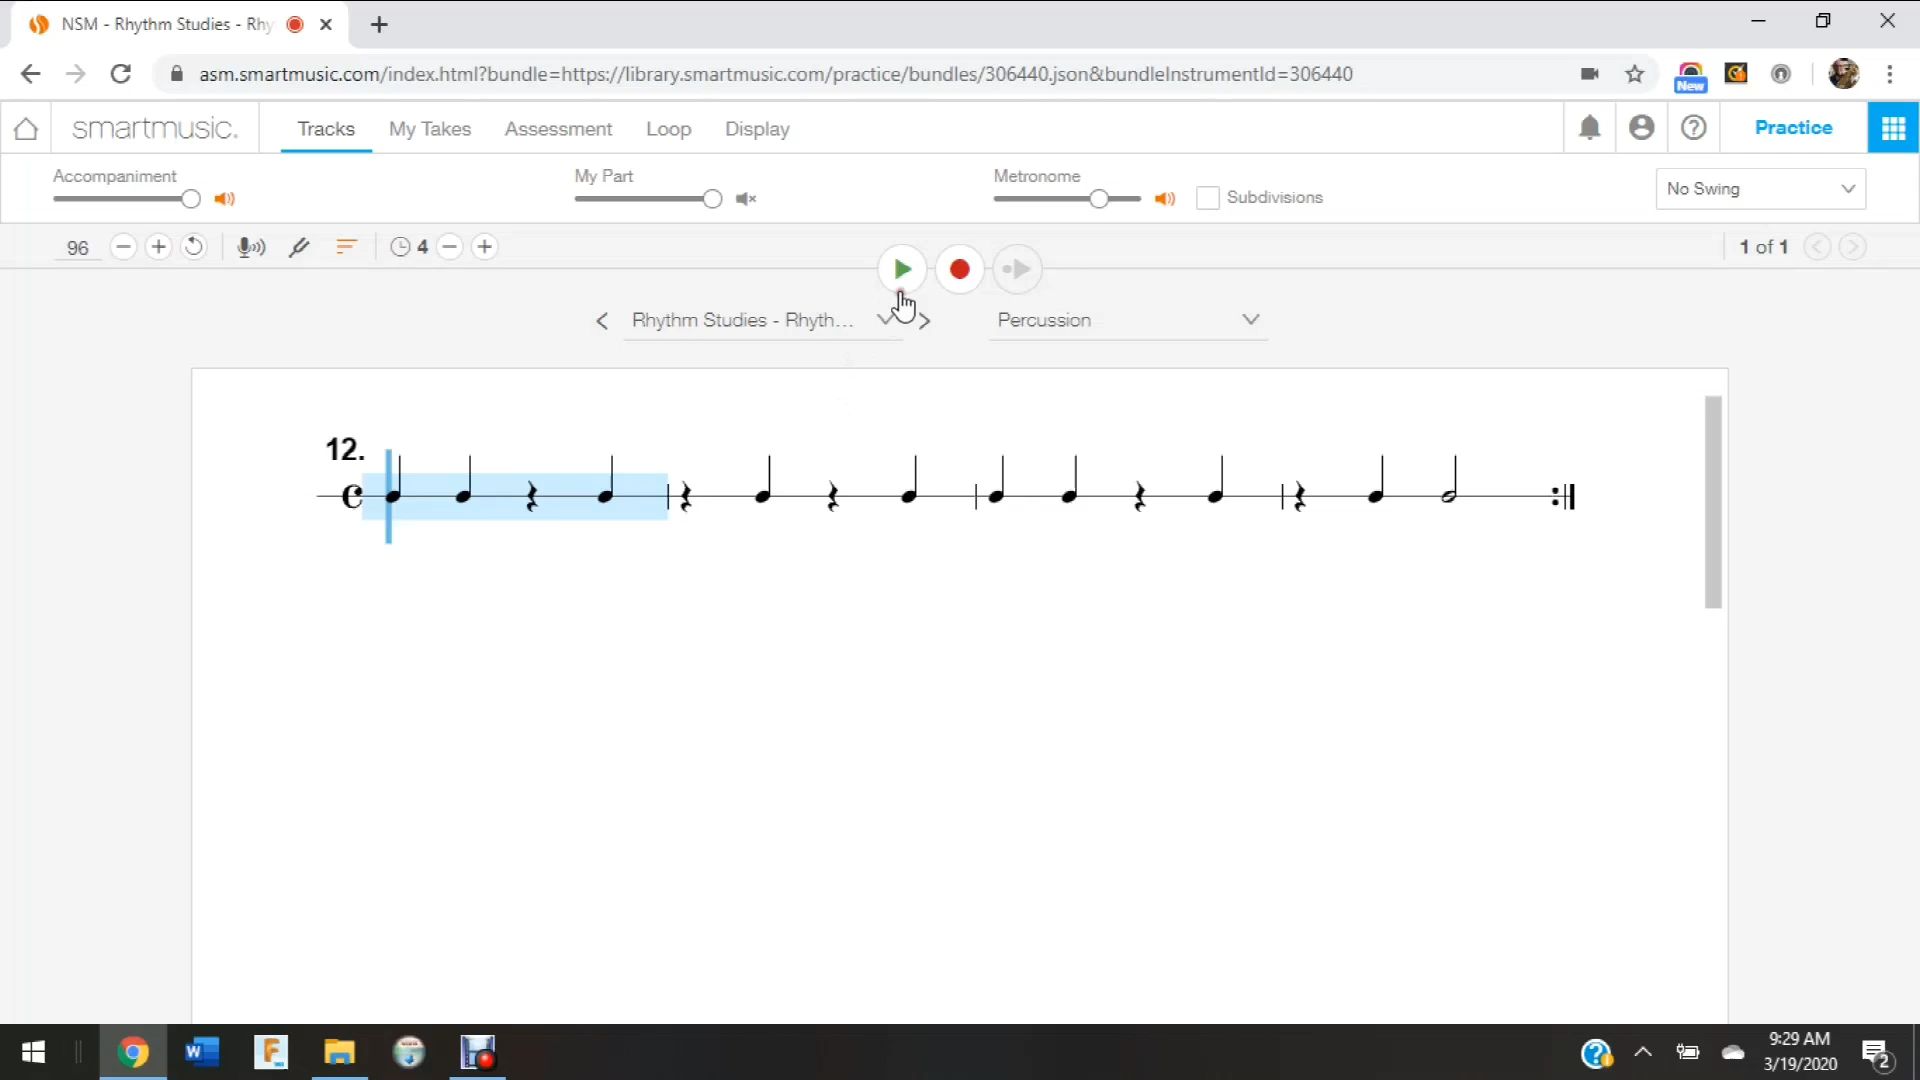 NSM - Rhythm Studies - Rhy
asm.smartmusic.com/index.html?bundle=https://library.smartmusic.com/practice/bundles/306440.json&bundleInstrumentId=306440
New
smartmusic.
Tracks
My Takes
Assessment
Loop
Display
Practice
Accompaniment
My Part
Metronome
Subdivisions
No Swing
96
4
1 of 1
Rhythm Studies - Rhyth...
Percussion
12.
9:29 AM
3/19/2020
2